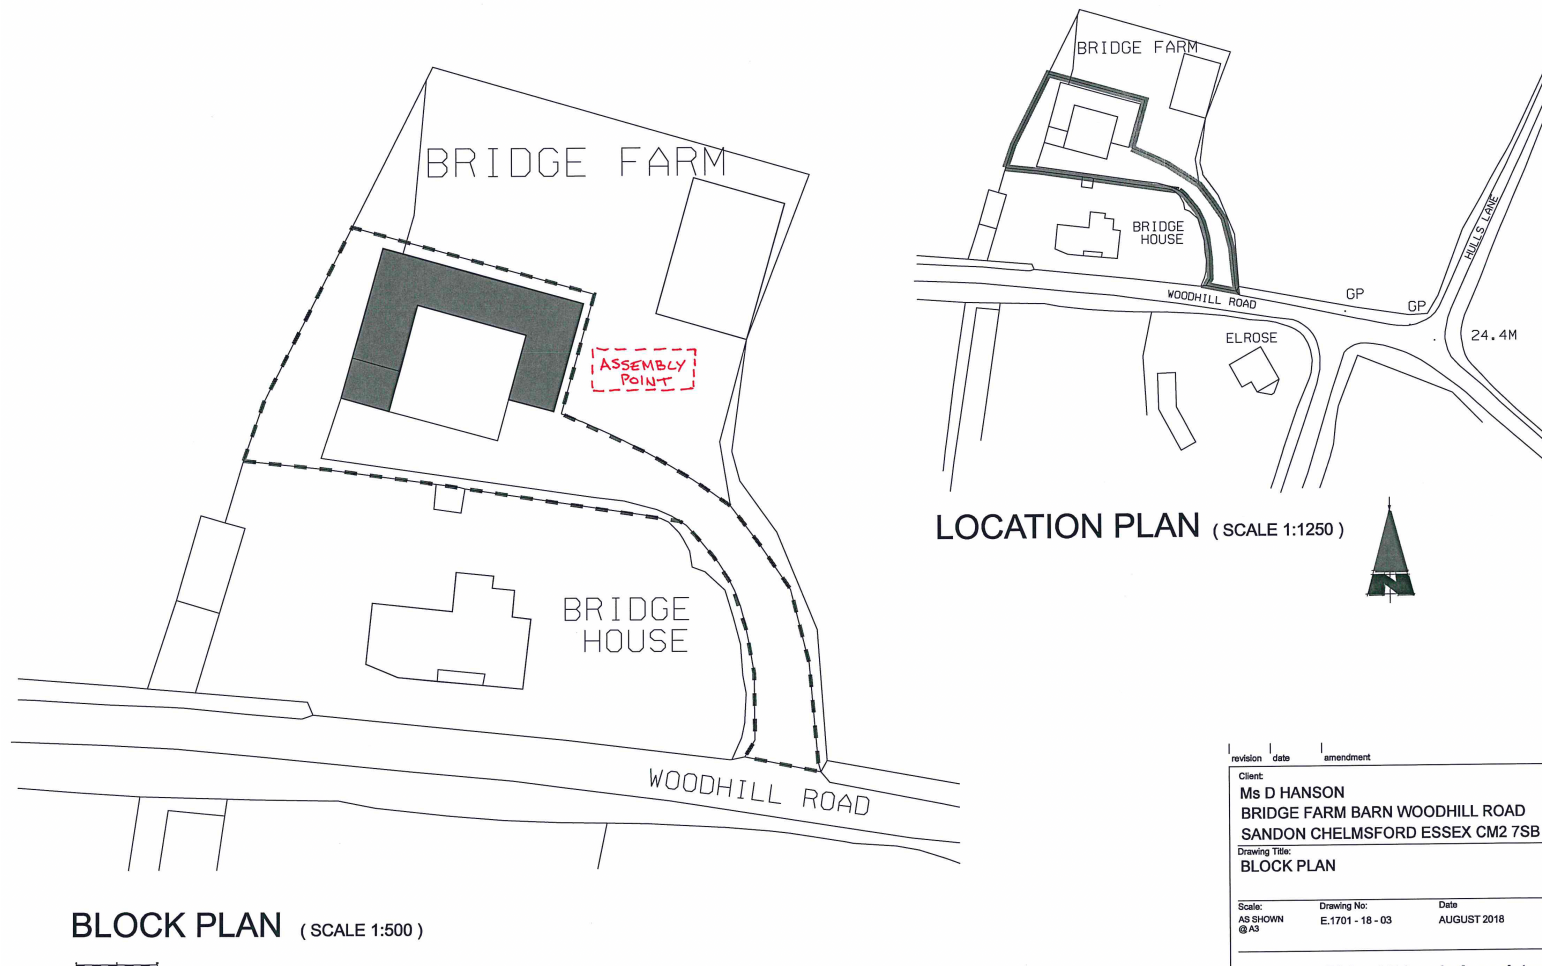 BRIDGE FARM
ASSEMBLY
POINT
BRIDGE
HOUSE
WOODHILL ROAD
BLOCK PLAN ( SCALE 1:500 )
BRIDGE FARM
BRIDGE
HOUSE
WOODHILL ROAD
HULLS LANE
GP
GP
24.4M
ELROSE
LOCATION PLAN ( SCALE 1:1250 )
N
revision date amendment
Client:
Ms D HANSON
BRIDGE FARM BARN WOODHILL ROAD
SANDON CHELMSFORD ESSEX CM2 7SB
Drawing Title:
BLOCK PLAN
Scale: Drawing No: Date
AS SHOWN E.1701 - 18 - 03 AUGUST 2018
@ A3